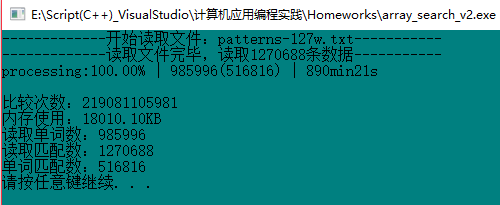 E:\Script(C++)_VisualStudio\计算机应用编程实践\Homeworks\array_search_v2.exe
------------开始读取文件：patterns-127w.txt-----------
------------读取文件完毕，读取1270688条数据-----------
processing:100.00% | 985996(516816) | 890min21s
比较次数：219081105981
内存使用：18010.10KB
读取单词数：985996
读取匹配数：1270688
单词匹配数：516816
请按任意键继续. . .